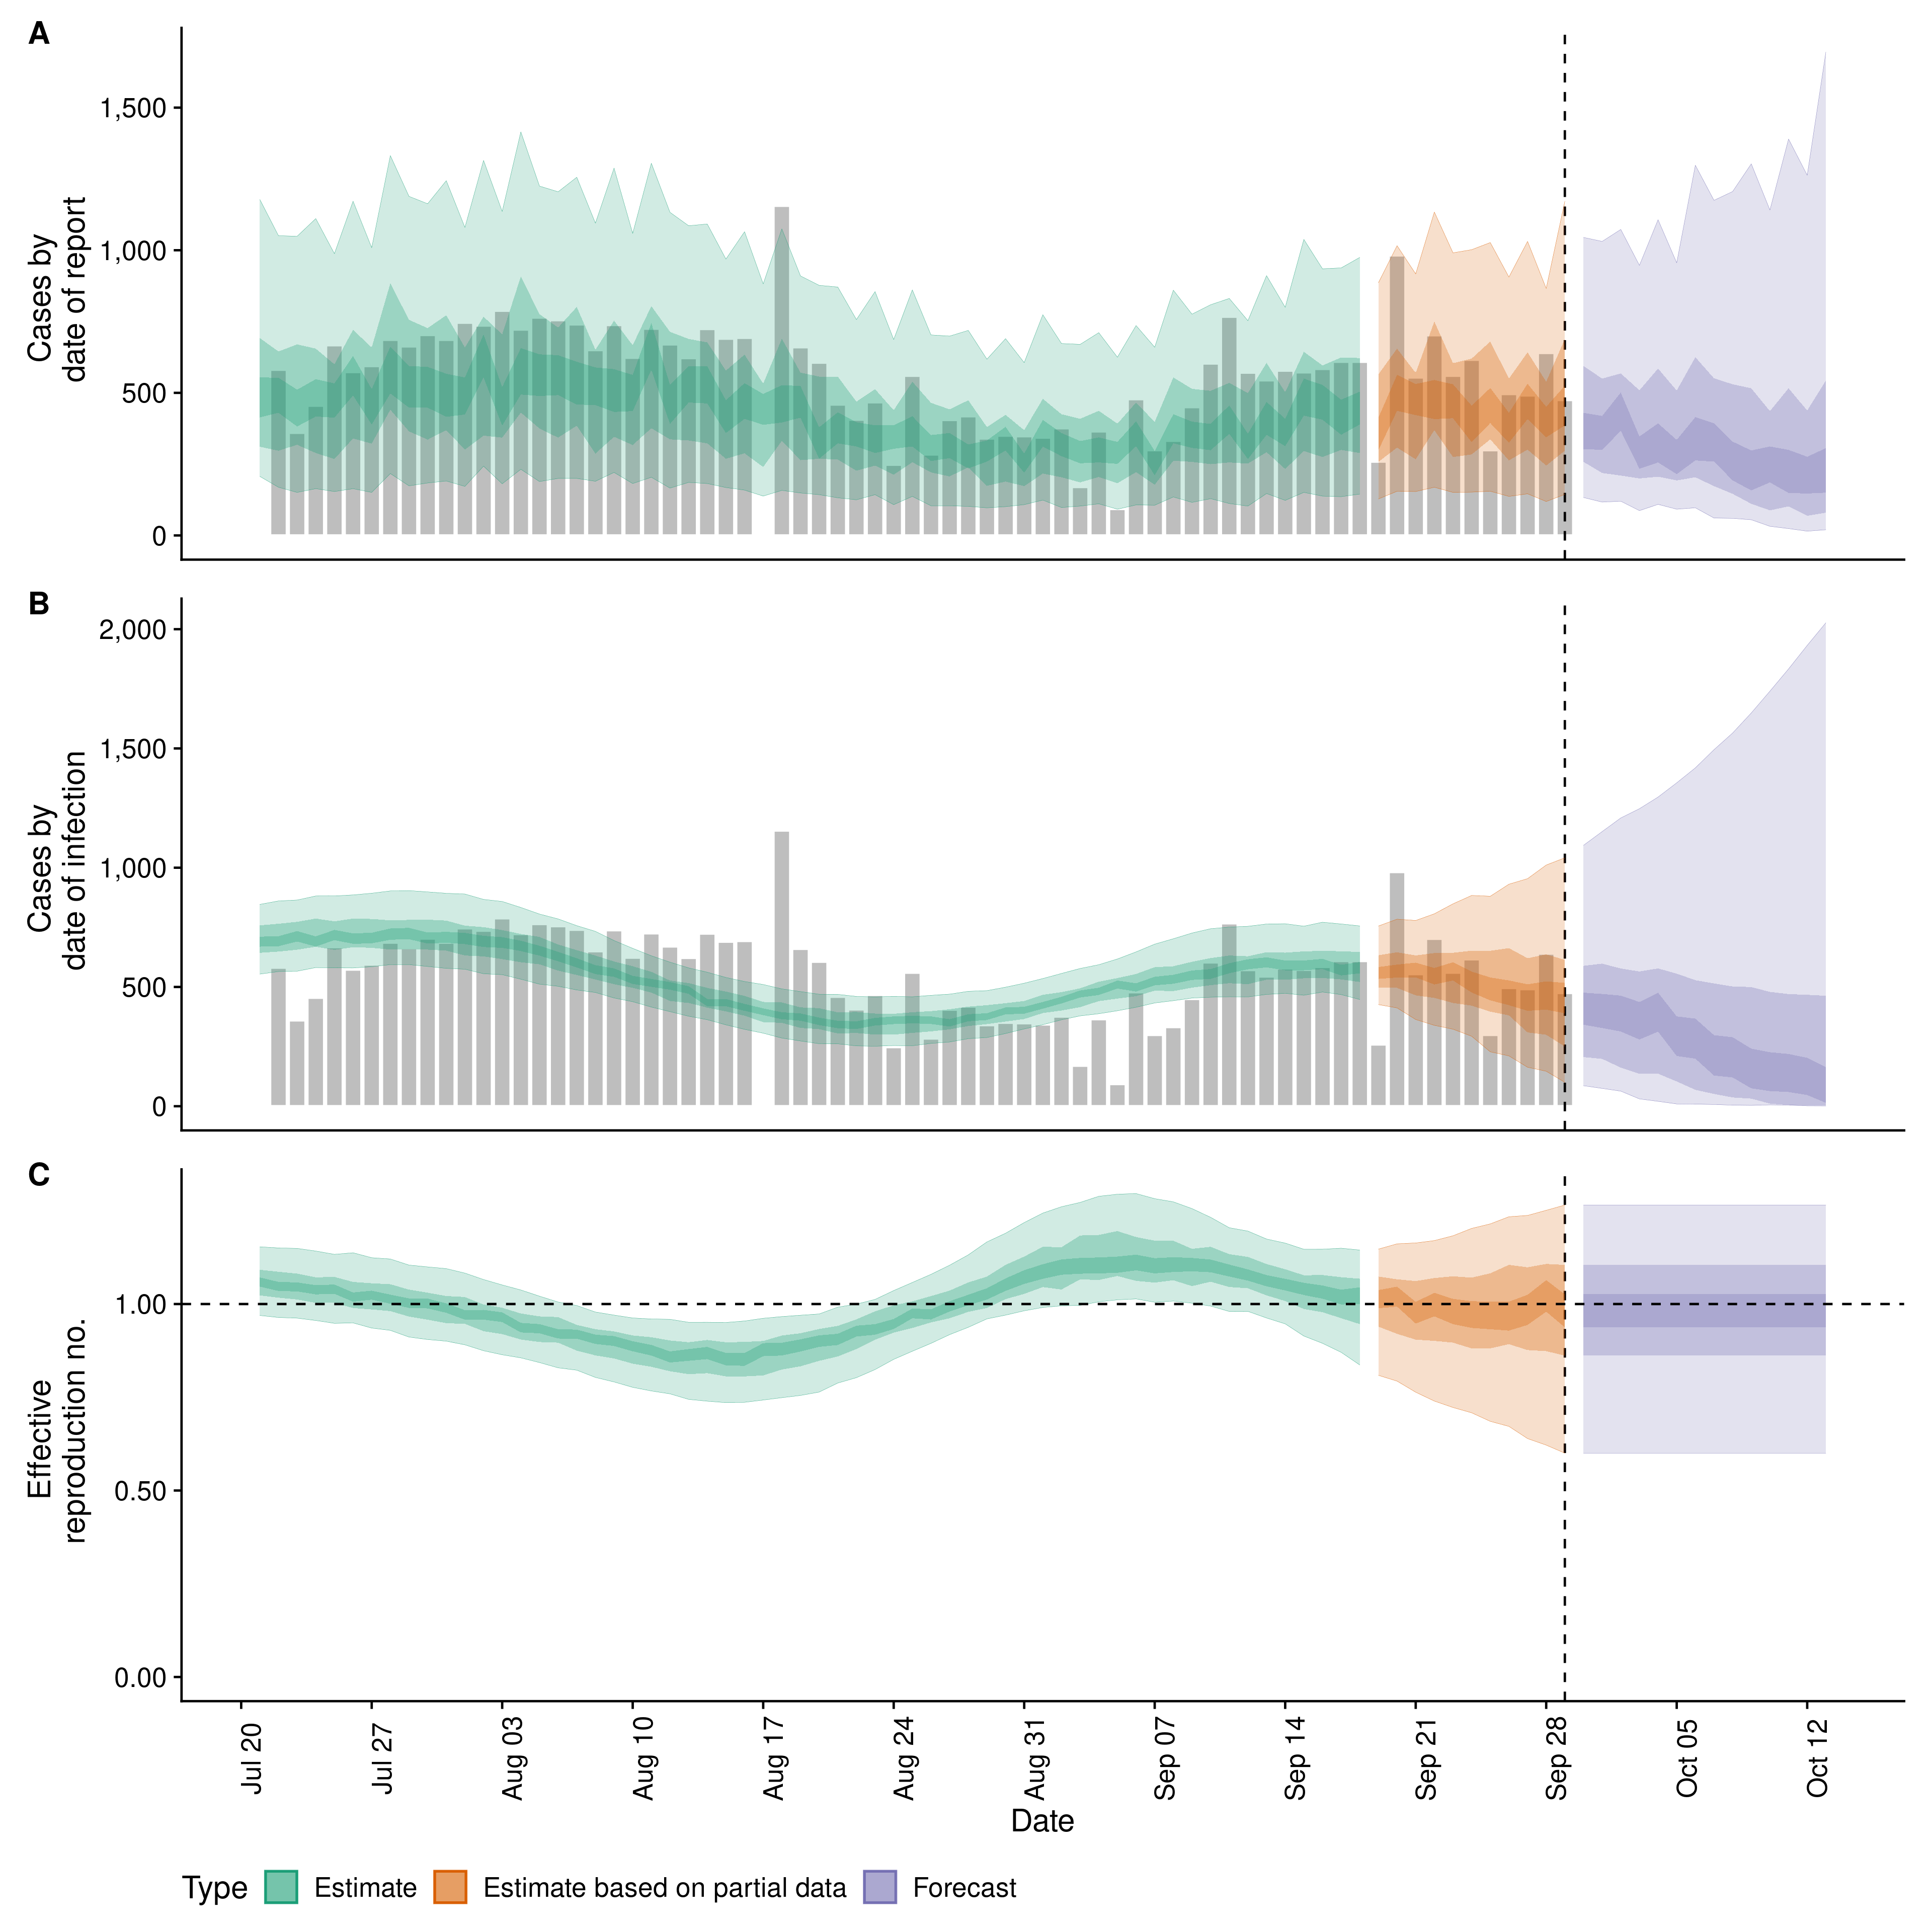 A
Cases by
date of report
1,500
1,000
500
0
B
Cases by
date of infection
2,000
1,500
1,000
500
0
C
Effective
reproduction no.
1.00
0.50
0.00
Jul 20
Jul 27
Aug 03
Aug 10
Aug 17
Aug 24
Aug 31
Sep 07
Sep 14
Sep 21
Sep 28
Oct 05
Oct 12
Date
Type Estimate Estimate based on partial data Forecast